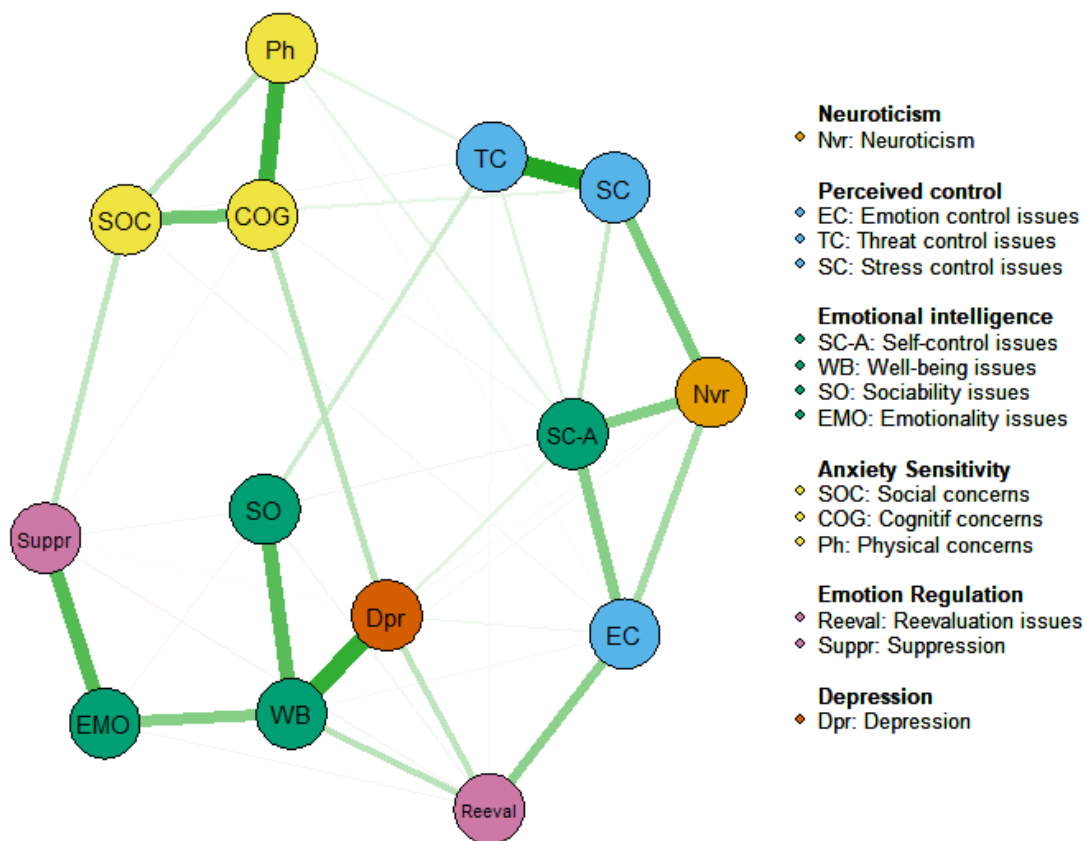 Ph
TC
SC
SOC
COG
Nvr
SC-A
SO
Suppr
Dpr
EC
EMO
WB
Reeval
Neuroticism
Nvr: Neuroticism
Perceived control
EC: Emotion control issues
TC: Threat control issues
SC: Stress control issues
Emotional intelligence
SC-A: Self-control issues
WB: Well-being issues
SO: Sociability issues
EMO: Emotionality issues
Anxiety Sensitivity
SOC: Social concerns
COG: Cognitif concerns
Ph: Physical concerns
Emotion Regulation
Reeval: Reevaluation issues
Suppr: Suppression
Depression
Dpr: Depression